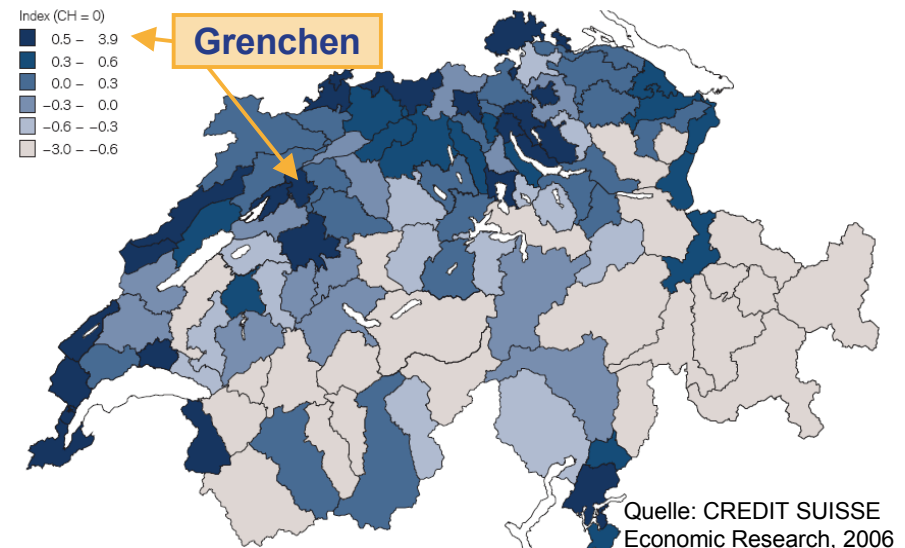 Index (CH = 0)
0.5 – 3.9
0.3 – 0.6
0.0 – 0.3
−0.3 – 0.0
−0.6 – −0.3
−3.0 – −0.6
Grenchen
Quelle: CREDIT SUISSE
Economic Research, 2006